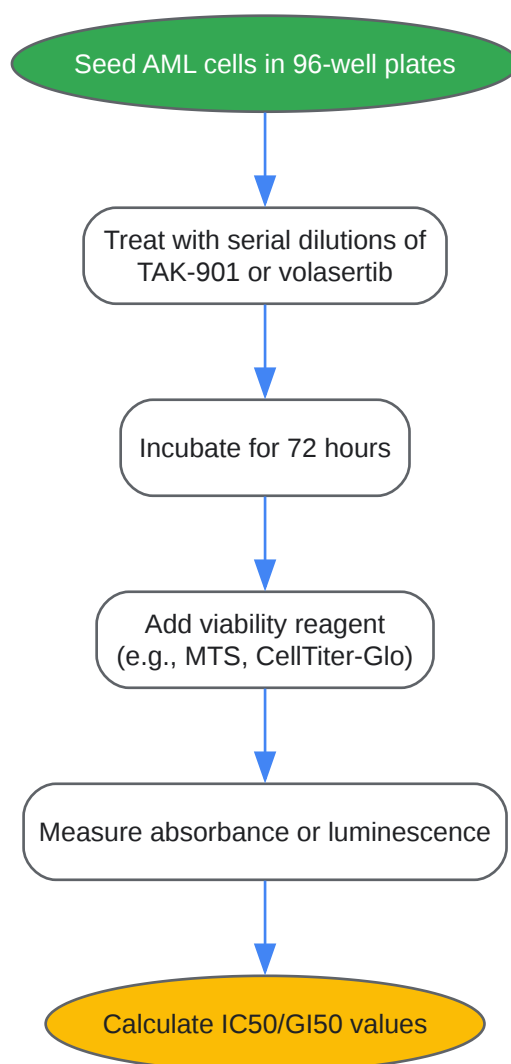 Seed AML cells in 96-well plates
Treat with serial dilutions of
TAK-901 or volasertib
Incubate for 72 hours
Add viability reagent
(e.g., MTS, CellTiter-Glo)
Measure absorbance or luminescence
Calculate IC50/GI50 values